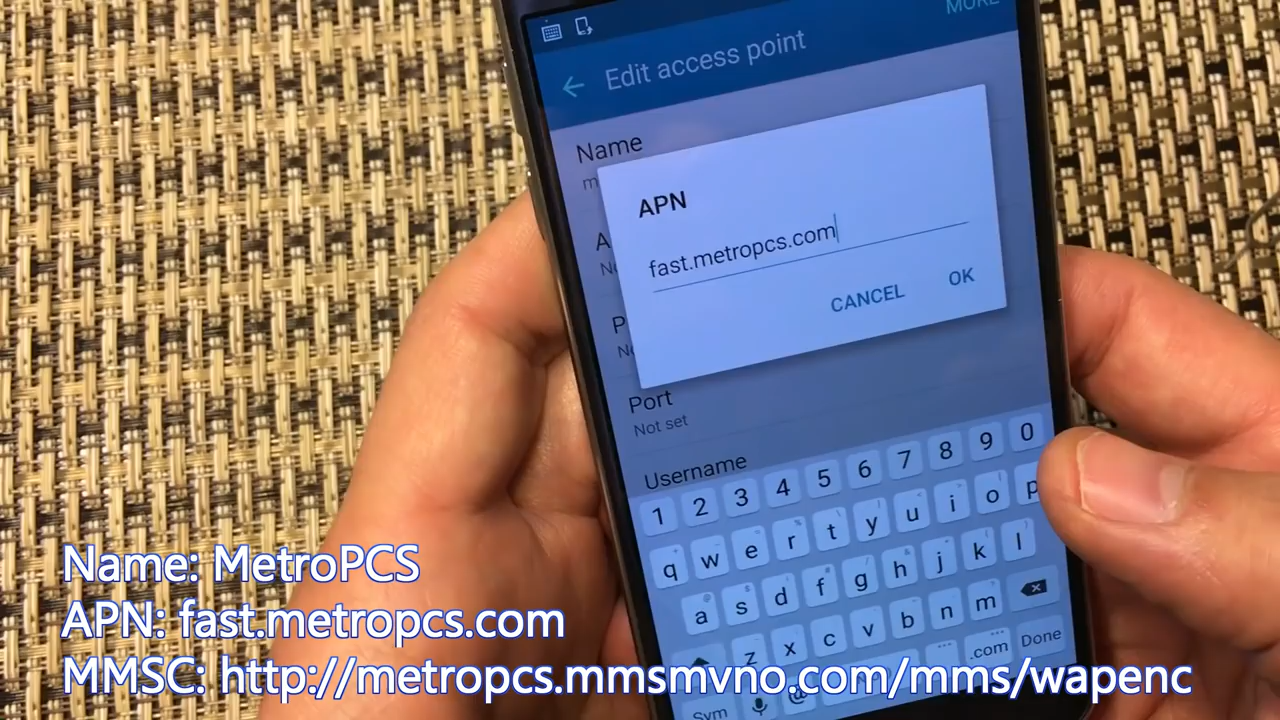 MORE
Edit access point
Name
m
APN
fast.metropcs.com
CANCEL OK
Port
Not set
Username
1 2 3 4 5 6 7 8 9 0
q w e r t y u i o p
a s d f g h j k l
z x c v b n m
Sym @ .com Done
Name: MetroPCS
APN: fast.metropcs.com
MMSC: http://metropcs.mmsmvno.com/mms/wapenc